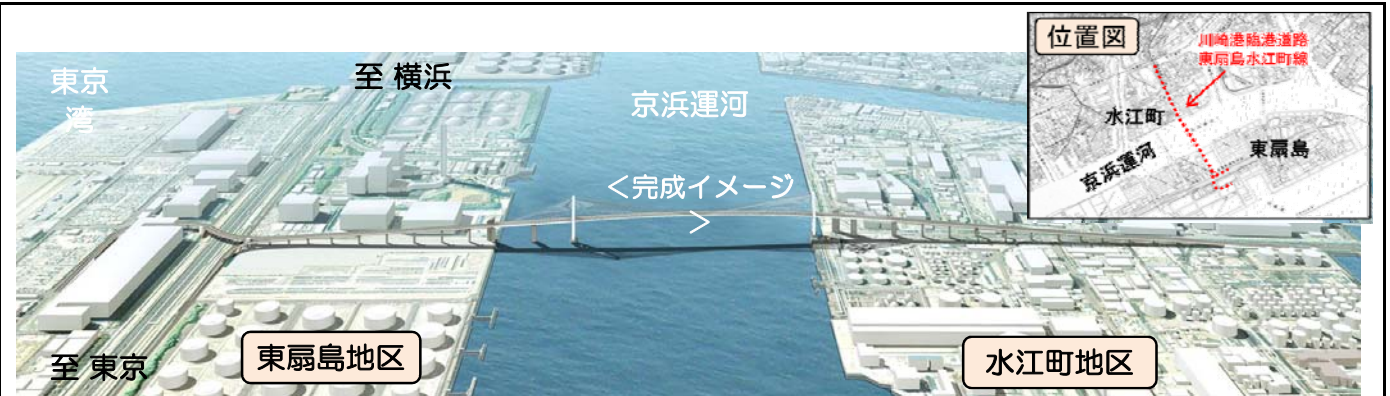 位置図
川崎港臨港道路
東扇島水江町線
水江町
東扇島
京浜運河
東京
湾
至 横浜
京浜運河
＜完成イメージ
＞
至 東京
東扇島地区
水江町地区